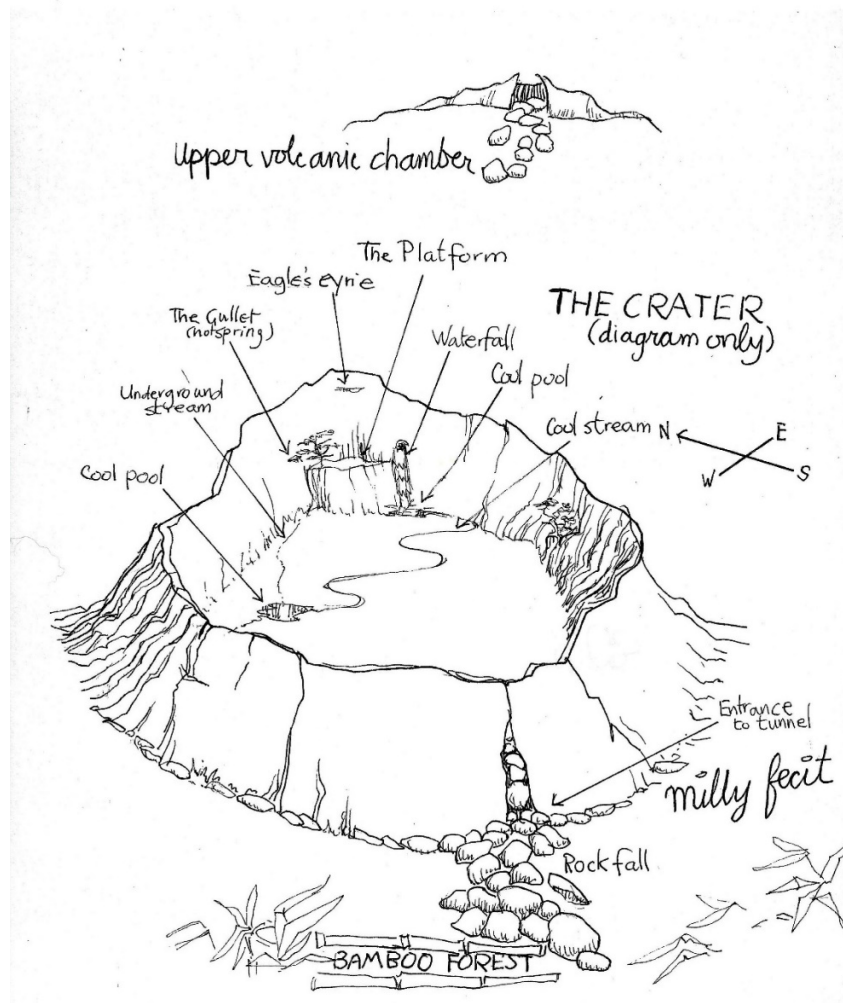 Upper volcanic chamber
The Platform
Eagle's eyrie
The Gullet
(hotspring)
Waterfall
THE CRATER
(diagram only)
Cool pool
Underground
stream
Cool stream
N
E
W
S
Cool pool
Entrance
to tunnel
milly fecit
Rock fall
BAMBOO FOREST